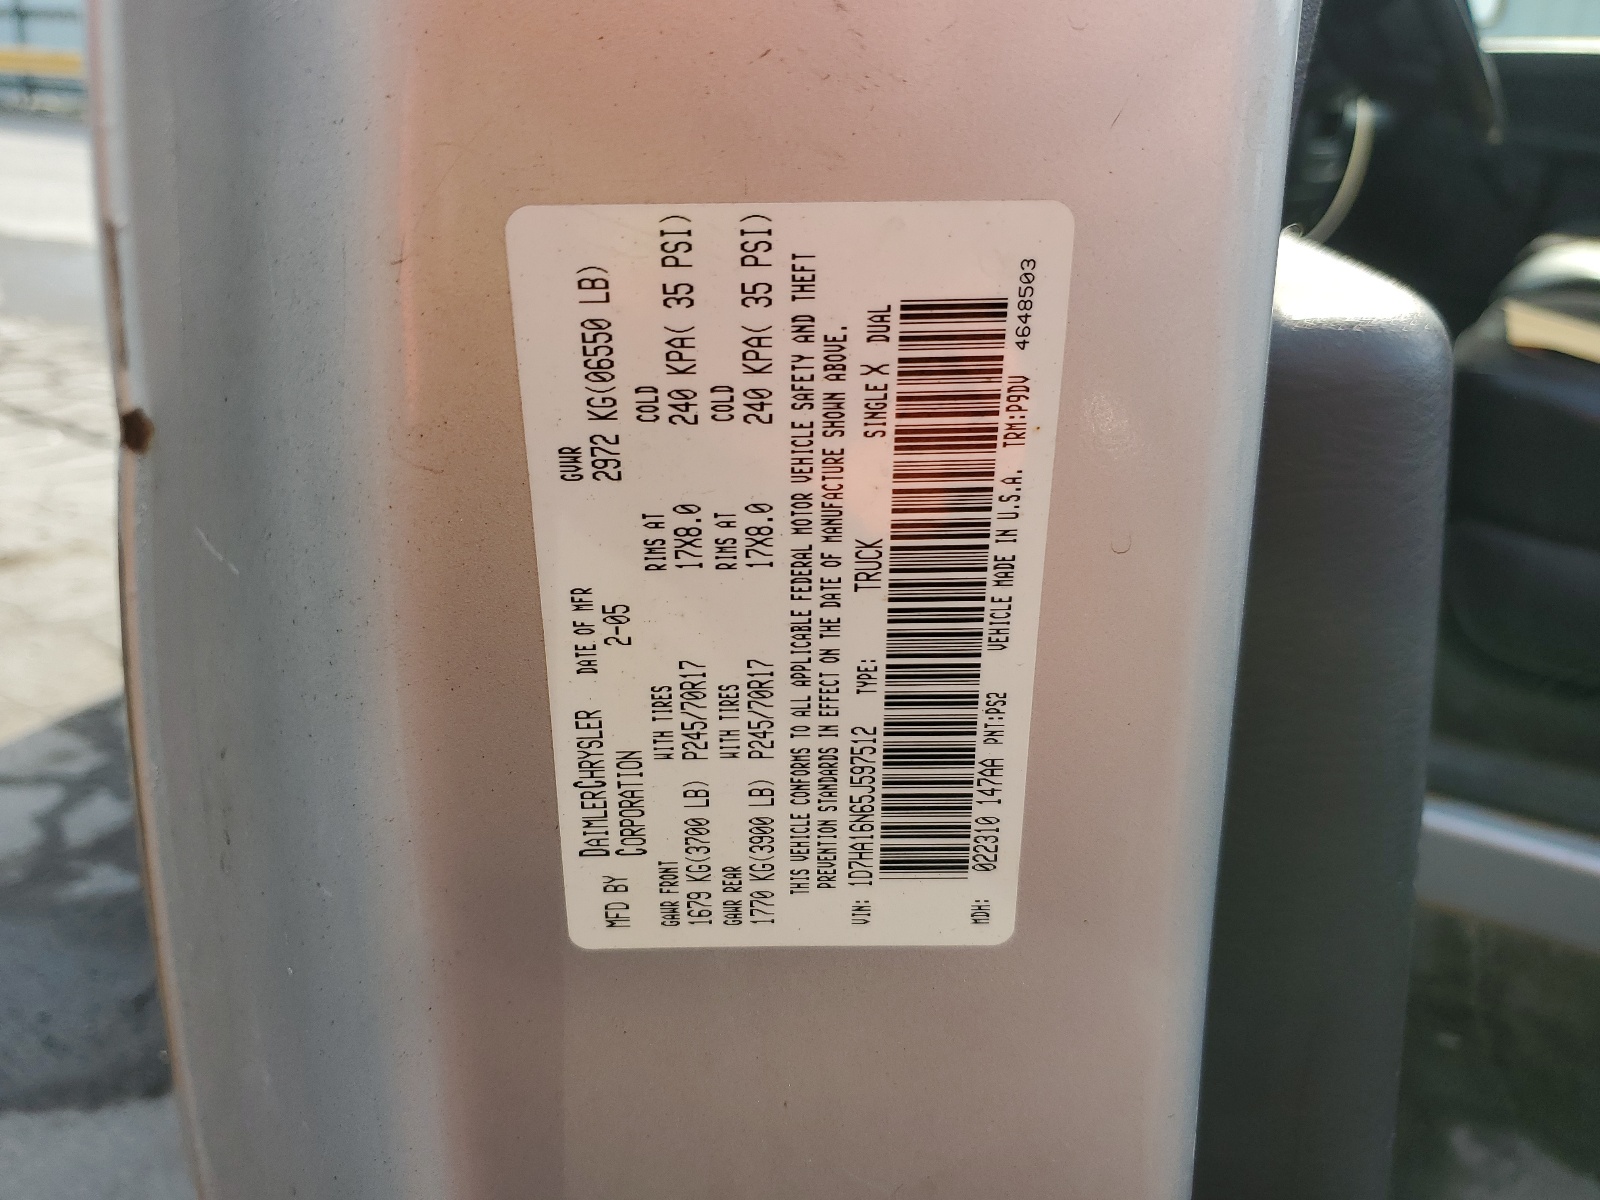 MFD BY DAIMLERCHRYSLER CORPORATION DATE OF MFR 2-05 GVWR 2972 KG(06550 LB)
GAWR FRONT WITH TIRES RIMS AT COLD
1679 KG(3700 LB) P245/70R17 17X8.0 240 KPA( 35 PSI)
GAWR REAR WITH TIRES RIMS AT COLD
1770 KG(3900 LB) P245/70R17 17X8.0 240 KPA( 35 PSI)
THIS VEHICLE CONFORMS TO ALL APPLICABLE FEDERAL MOTOR VEHICLE SAFETY AND THEFT
PREVENTION STANDARDS IN EFFECT ON THE DATE OF MANUFACTURE SHOWN ABOVE.
VIN: 1D7HA16N65J597512 TYPE: TRUCK SINGLE X DUAL
MDH: 022310 147AA PNT:PS2 VEHICLE MADE IN U.S.A. TRM:P9DV 4648503